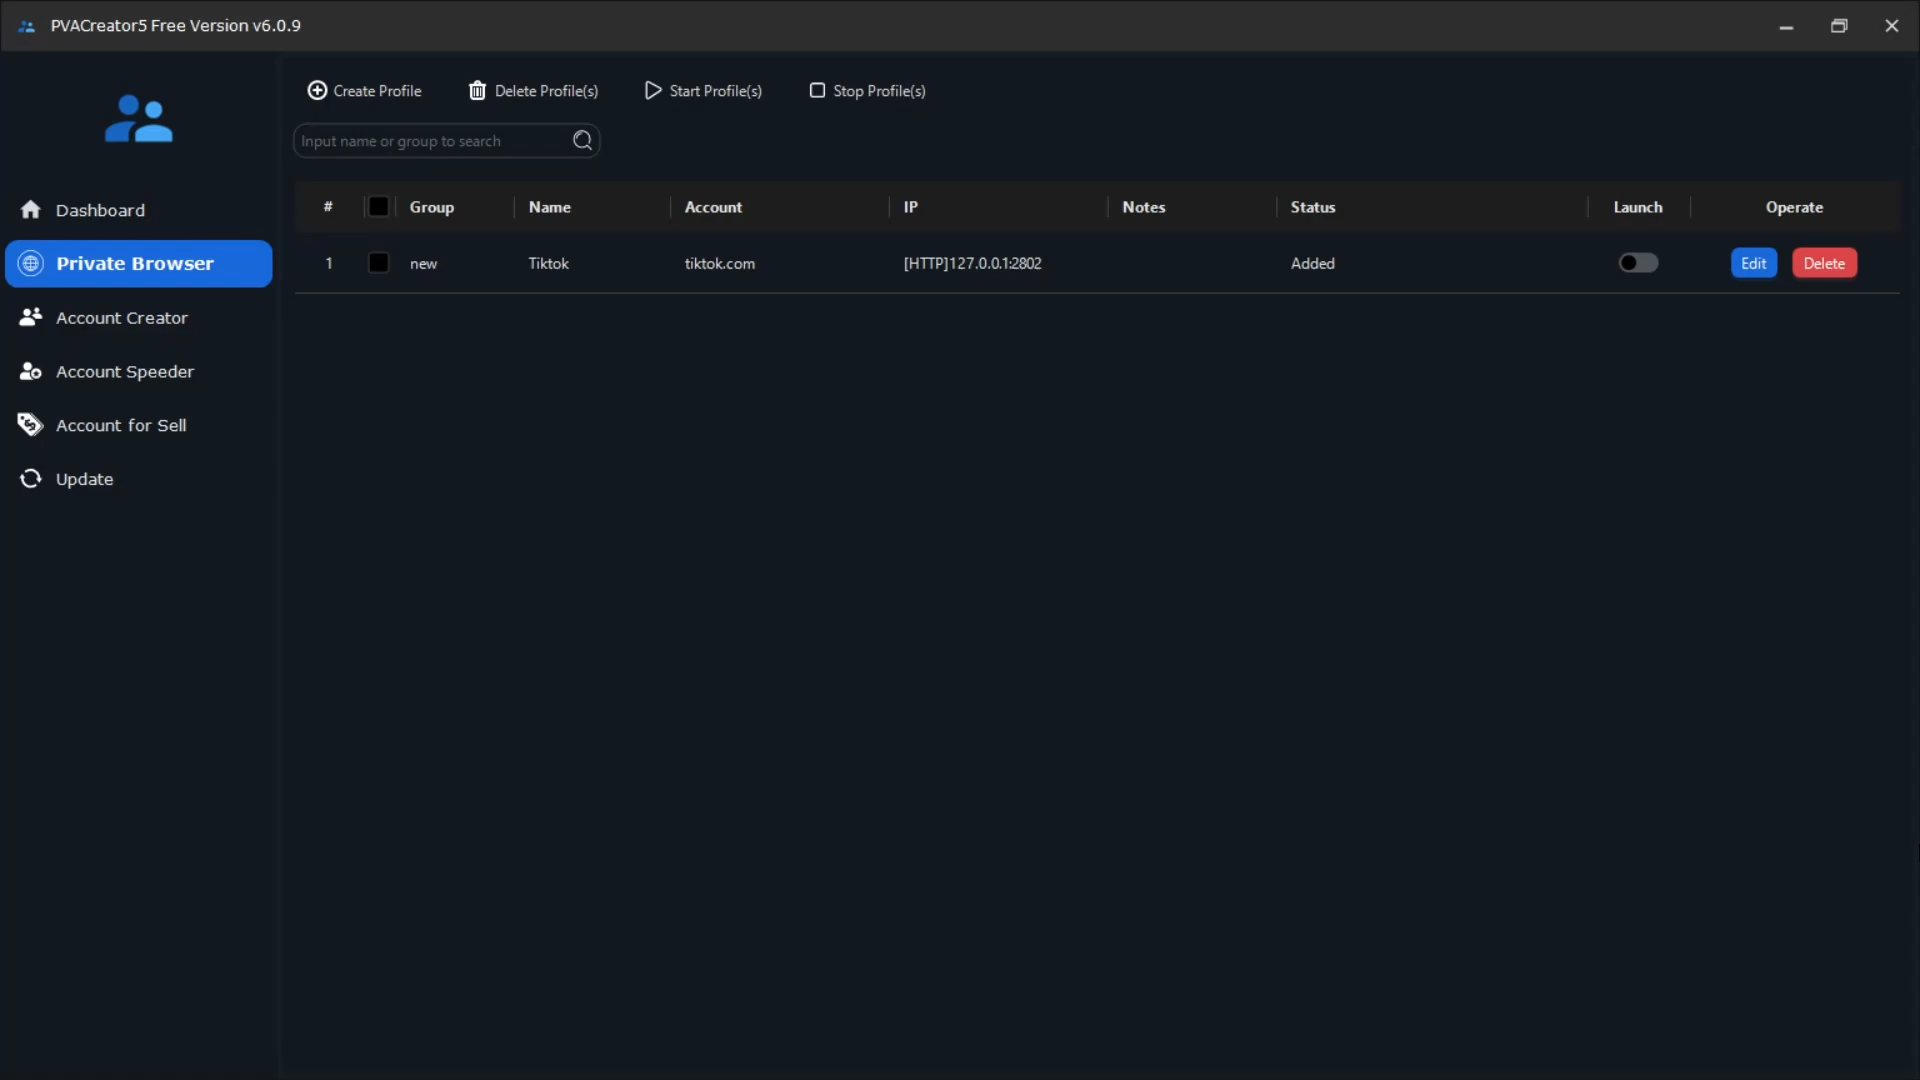 PVACreator5 Free Version v6.0.9
Create Profile Delete Profile(s) Start Profile(s) Stop Profile(s)
Input name or group to search
Dashboard
Private Browser
Account Creator
Account Speeder
Account for Sell
Update
# Group Name Account IP Notes Status Launch Operate
1 new Tiktok tiktok.com [HTTP]127.0.0.1:2802 Added Edit Delete